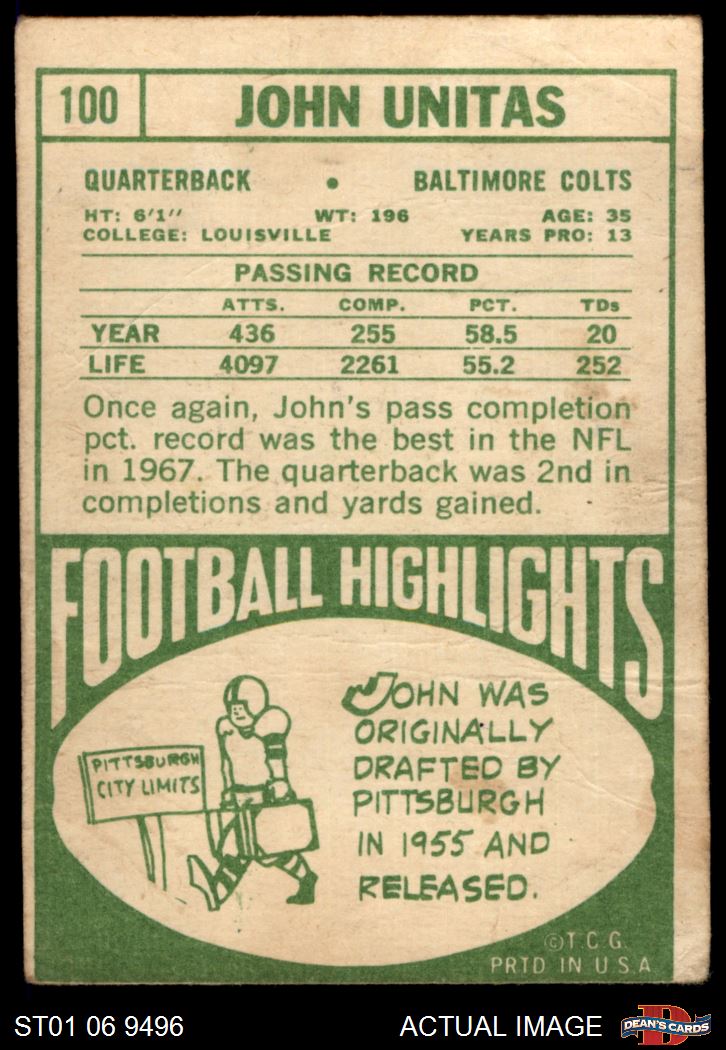 100 JOHN UNITAS
QUARTERBACK • BALTIMORE COLTS
HT: 6'1" WT: 196 AGE: 35
COLLEGE: LOUISVILLE YEARS PRO: 13
PASSING RECORD
ATTS. COMP. PCT. TDs
YEAR 436 255 58.5 20
LIFE 4097 2261 55.2 252
Once again, John's pass completion
pct. record was the best in the NFL
in 1967. The quarterback was 2nd in
completions and yards gained.
FOOTBALL HIGHLIGHTS
PITTSBURGH
CITY LIMITS
JOHN WAS
ORIGINALLY
DRAFTED BY
PITTSBURGH
IN 1955 AND
RELEASED.
© T.C.G.
PRTD IN U.S.A
ST01 06 9496 ACTUAL IMAGE
D
DEAN'S CARDS